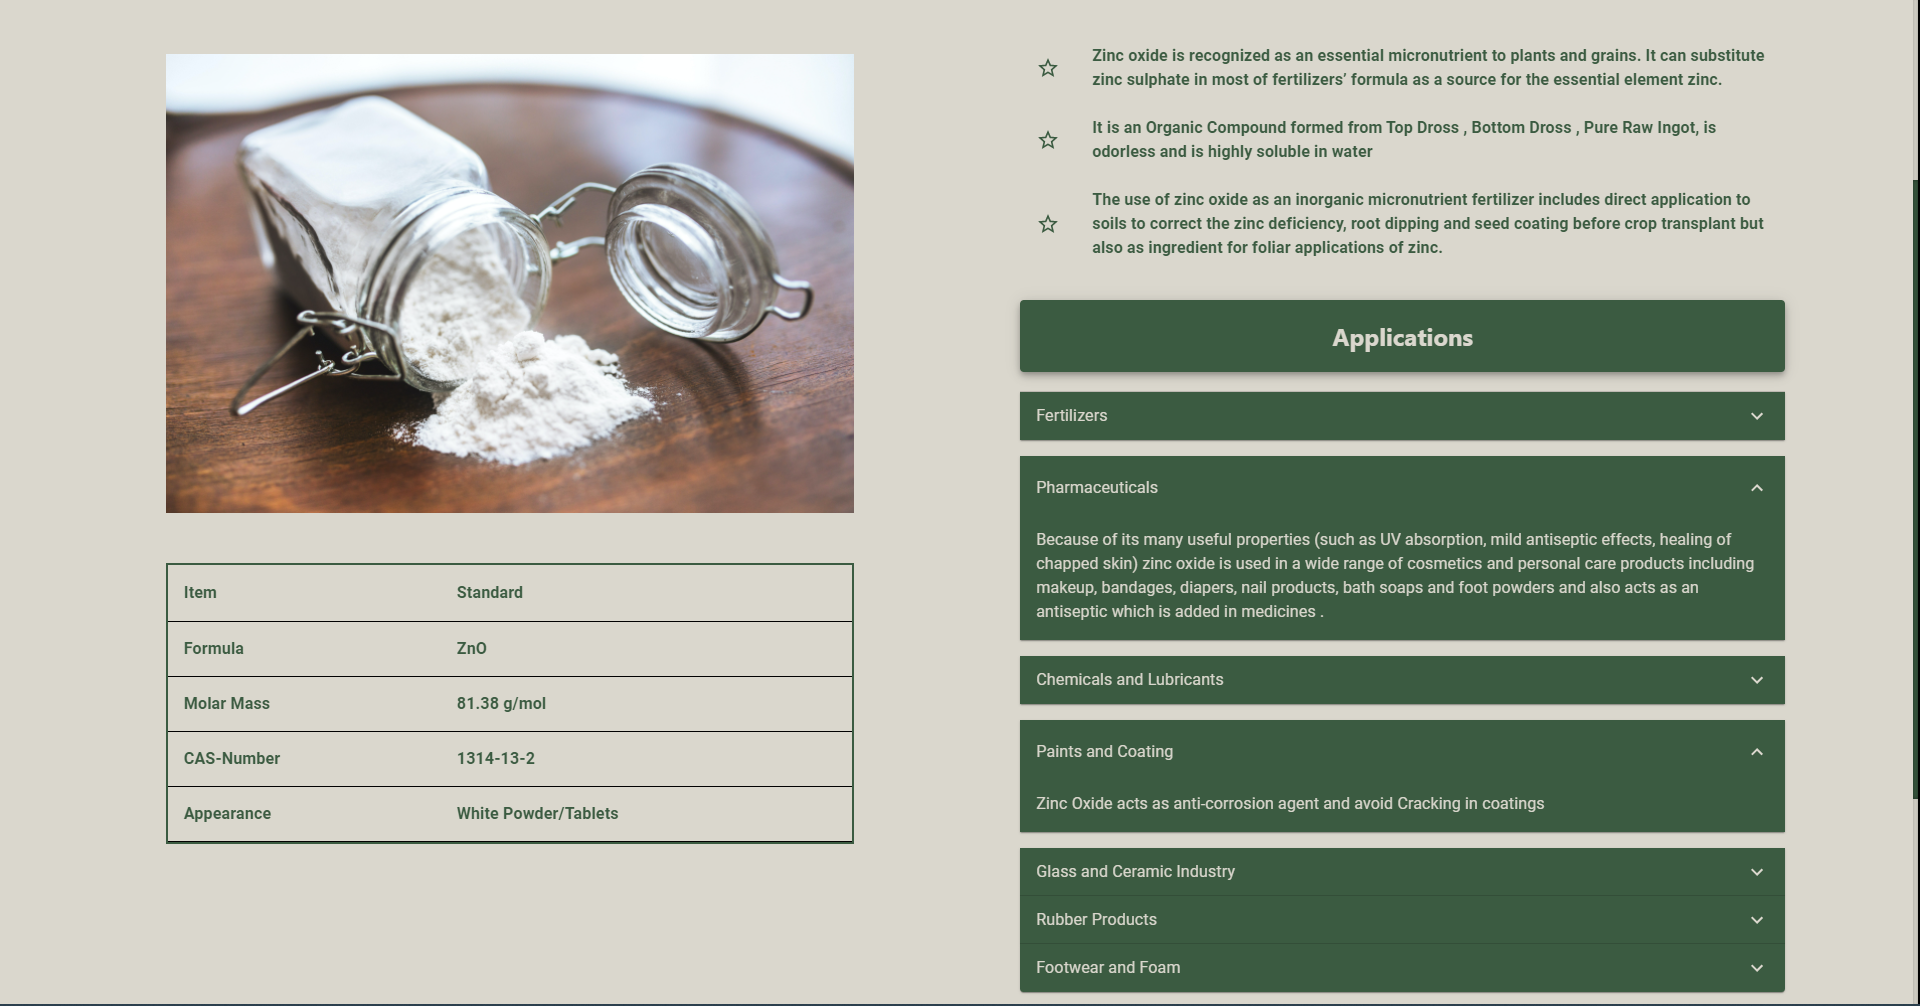 Zinc oxide is recognized as an essential micronutrient to plants and grains. It can substitute
zinc sulphate in most of fertilizers’ formula as a source for the essential element zinc.
It is an Organic Compound formed from Top Dross , Bottom Dross , Pure Raw Ingot, is
odorless and is highly soluble in water
The use of zinc oxide as an inorganic micronutrient fertilizer includes direct application to
soils to correct the zinc deficiency, root dipping and seed coating before crop transplant but
also as ingredient for foliar applications of zinc.
Item Standard
Formula ZnO
Molar Mass 81.38 g/mol
CAS-Number 1314-13-2
Appearance White Powder/Tablets
Applications
Fertilizers
Pharmaceuticals
Because of its many useful properties (such as UV absorption, mild antiseptic effects, healing of
chapped skin) zinc oxide is used in a wide range of cosmetics and personal care products including
makeup, bandages, diapers, nail products, bath soaps and foot powders and also acts as an
antiseptic which is added in medicines .
Chemicals and Lubricants
Paints and Coating
Zinc Oxide acts as anti-corrosion agent and avoid Cracking in coatings
Glass and Ceramic Industry
Rubber Products
Footwear and Foam